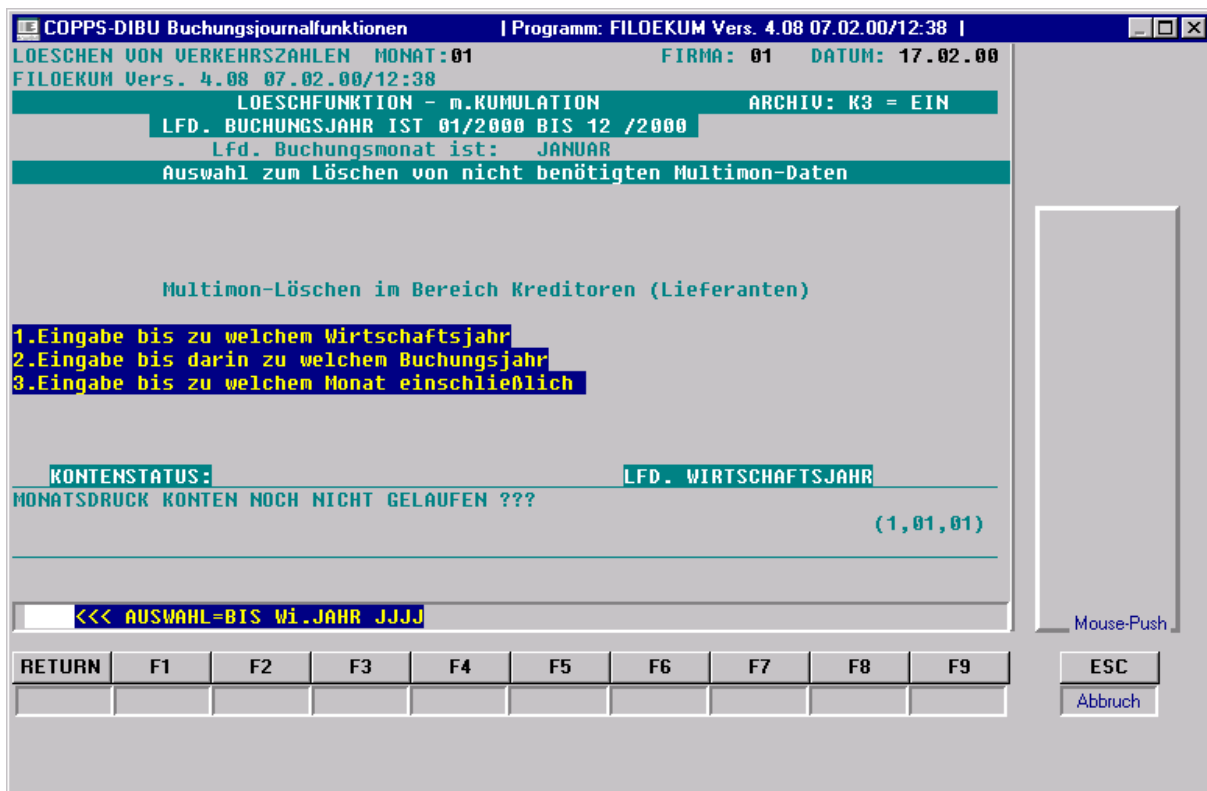 COPPS-DIBU Buchungsjournalfunktionen | Programm: FILOEKUM Vers. 4.08 07.02.00/12:38 |
LOESCHEN VON VERKEHRSZAHLEN MONAT:01 FIRMA: 01 DATUM: 17.02.00
FILOEKUM Vers. 4.08 07.02.00/12:38
LOESCHFUNKTION - m.KUMULATION ARCHIV: K3 = EIN
LFD. BUCHUNGSJAHR IST 01/2000 BIS 12 /2000
Lfd. Buchungsmonat ist: JANUAR
Auswahl zum Löschen von nicht benötigten Multimon-Daten
Multimon-Löschen im Bereich Kreditoren (Lieferanten)
1.Eingabe bis zu welchem Wirtschaftsjahr
2.Eingabe bis darin zu welchem Buchungsjahr
3.Eingabe bis zu welchem Monat einschließlich
KONTENSTATUS: LFD. WIRTSCHAFTSJAHR
MONATSDRUCK KONTEN NOCH NICHT GELAUFEN ???
(1,01,01)
<<< AUSWAHL=BIS Wi.JAHR JJJJ
Mouse-Push
RETURN F1 F2 F3 F4 F5 F6 F7 F8 F9 ESC
Abbruch